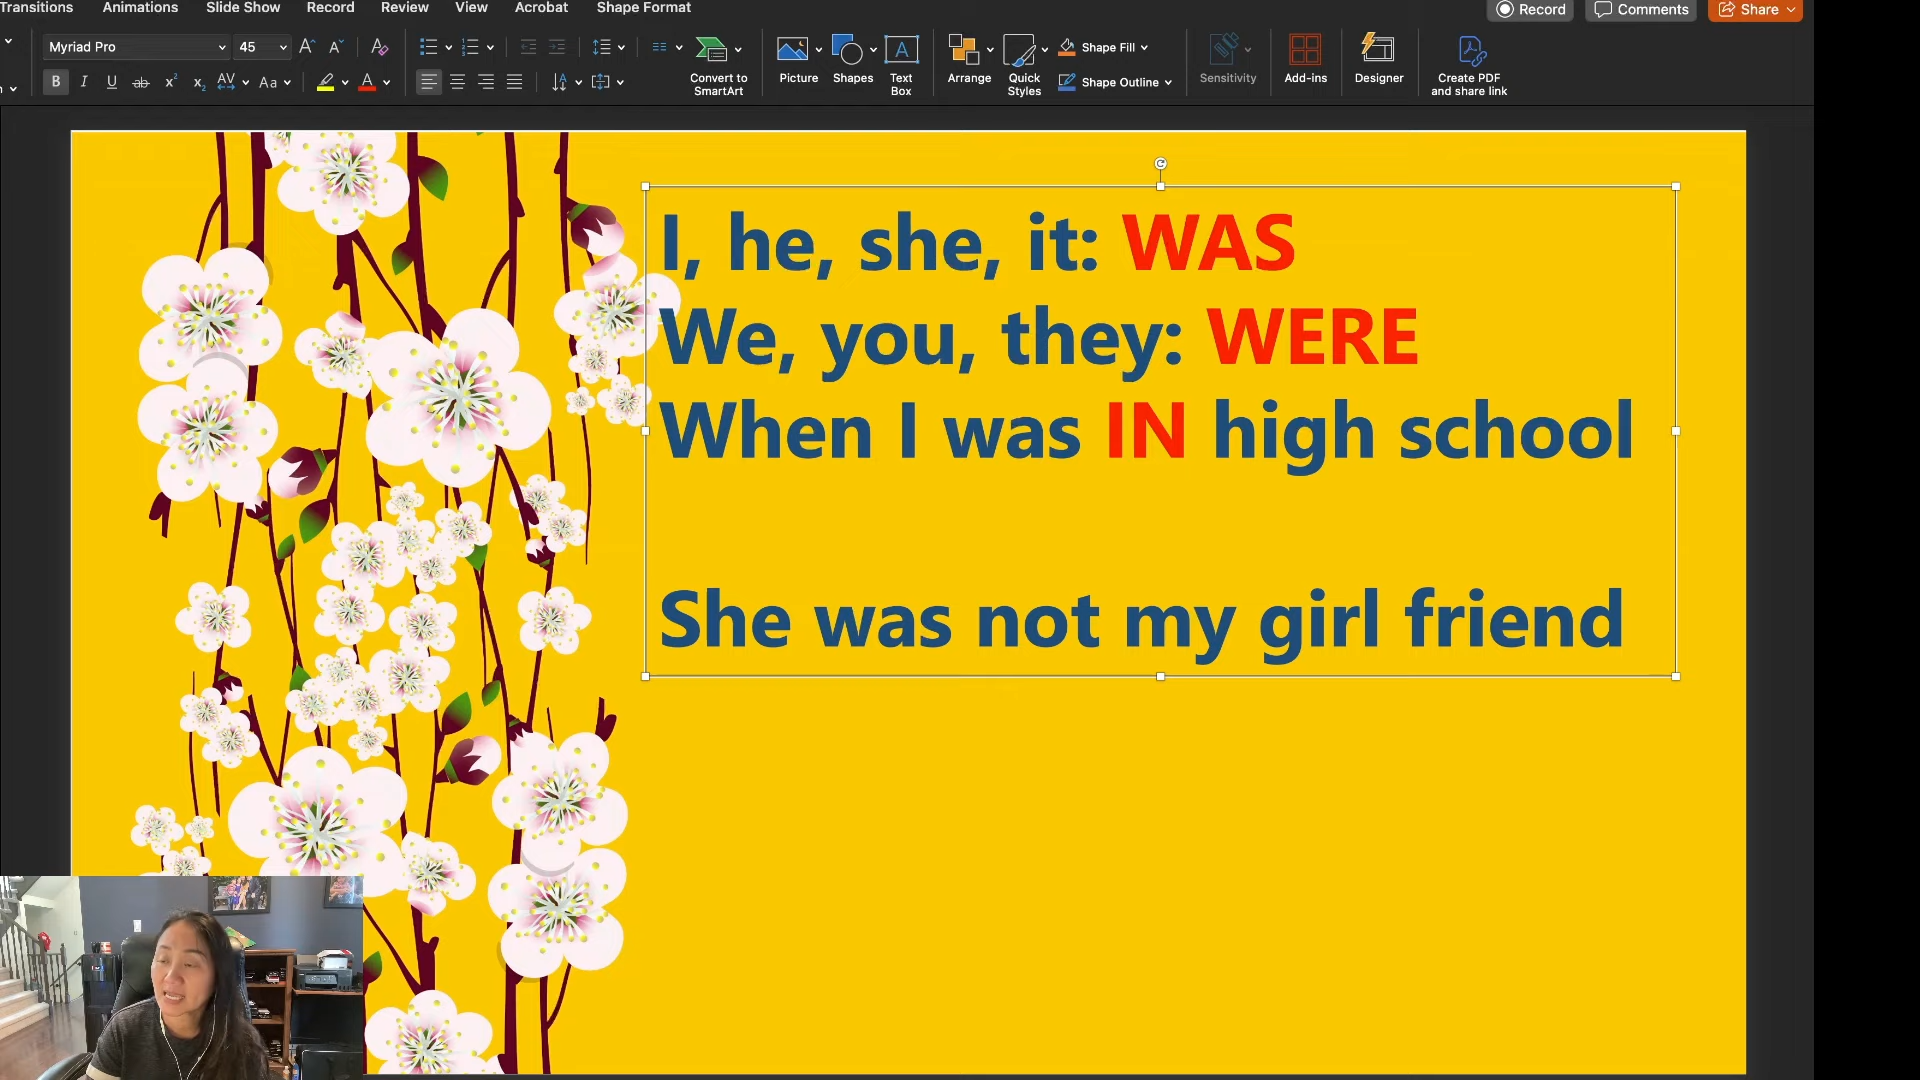 Transitions Animations Slide Show Record Review View Acrobat Shape Format Record Comments Share
Myriad Pro 45
Convert to SmartArt
Picture Shapes Text Box
Arrange Quick Styles Shape Fill
Shape Outline
Sensitivity Add-ins Designer Create PDF and share link
I, he, she, it: WAS
We, you, they: WERE
When I was IN high school
She was not my girl friend